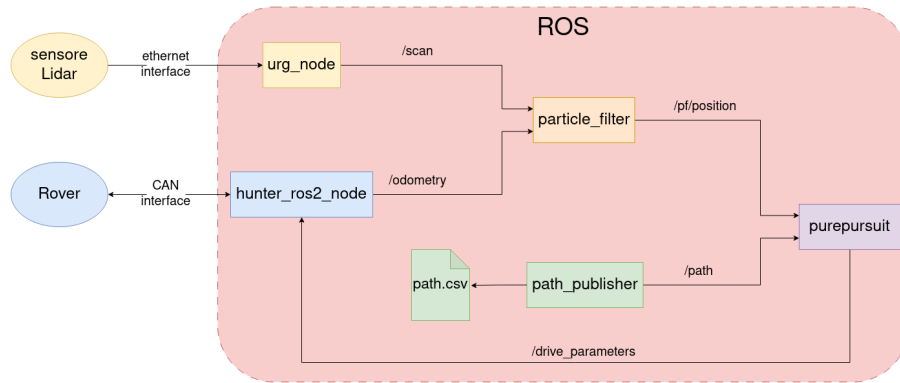 ROS
sensore
Lidar
ethernet
interface
urg_node
/scan
particle_filter
/pf/position
Rover
CAN
interface
hunter_ros2_node
/odometry
purepursuit
path.csv
path_publisher
/path
/drive_parameters